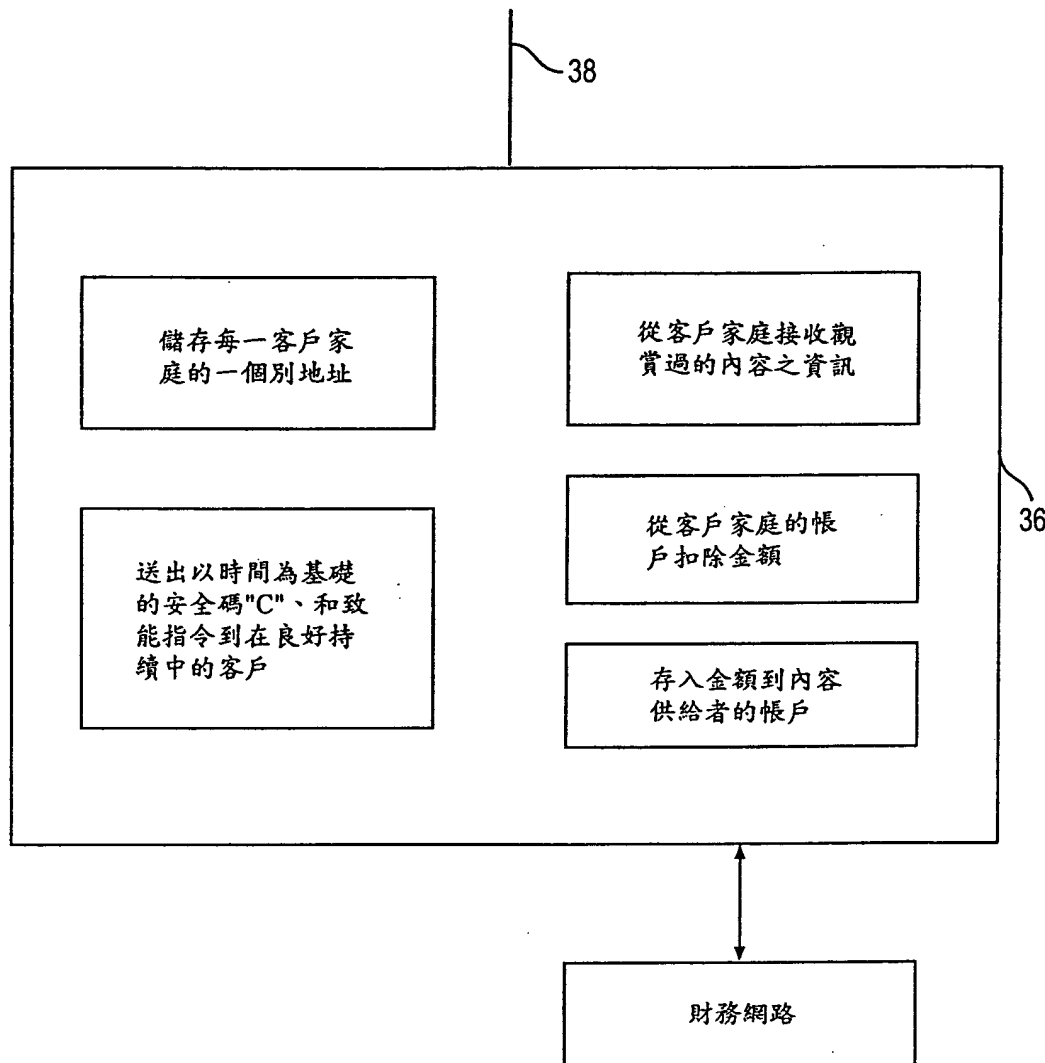 38
儲存每一客戶家
庭的一個別地址
從客戶家庭接收觀
賞過的內容之資訊
36
從客戶家庭的帳
戶扣除金額
送出以時間為基礎
的安全碼"C"、和致
能指令到在良好持
續中的客戶
存入金額到內容
供給者的帳戶
財務網路